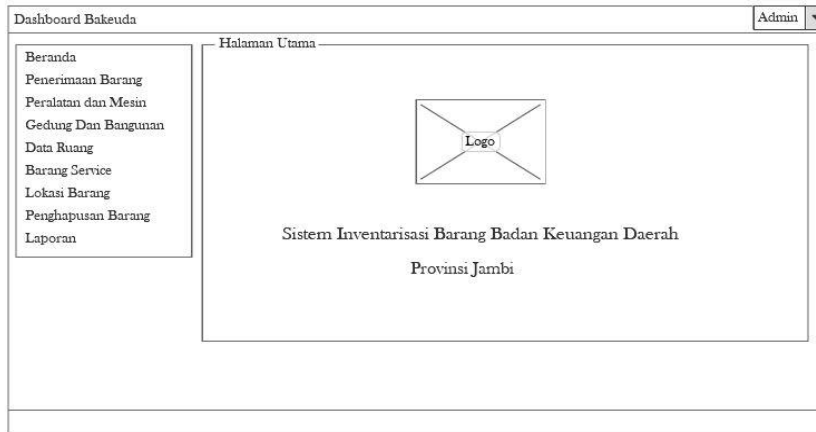 Dashboard Bakeuda
Admin
Beranda
Penerimaan Barang
Peralatan dan Mesin
Gedung Dan Bangunan
Data Ruang
Barang Service
Lokasi Barang
Penghapusan Barang
Laporan
Halaman Utama
Logo
Sistem Inventarisasi Barang Badan Keuangan Daerah
Provinsi Jambi